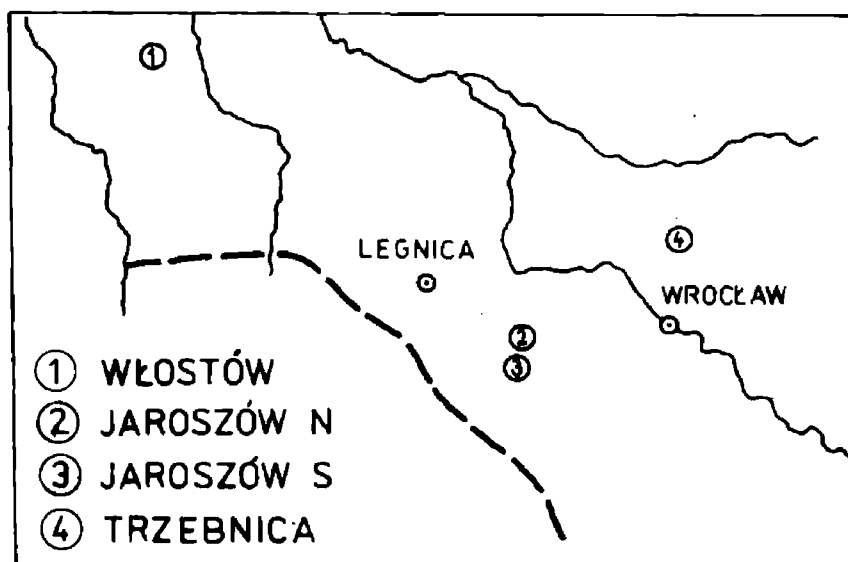 1
4
LEGNICA
WROCŁAW
2
3
1 WŁOSTÓW
2 JAROSZÓW N
3 JAROSZÓW S
4 TRZEBNICA